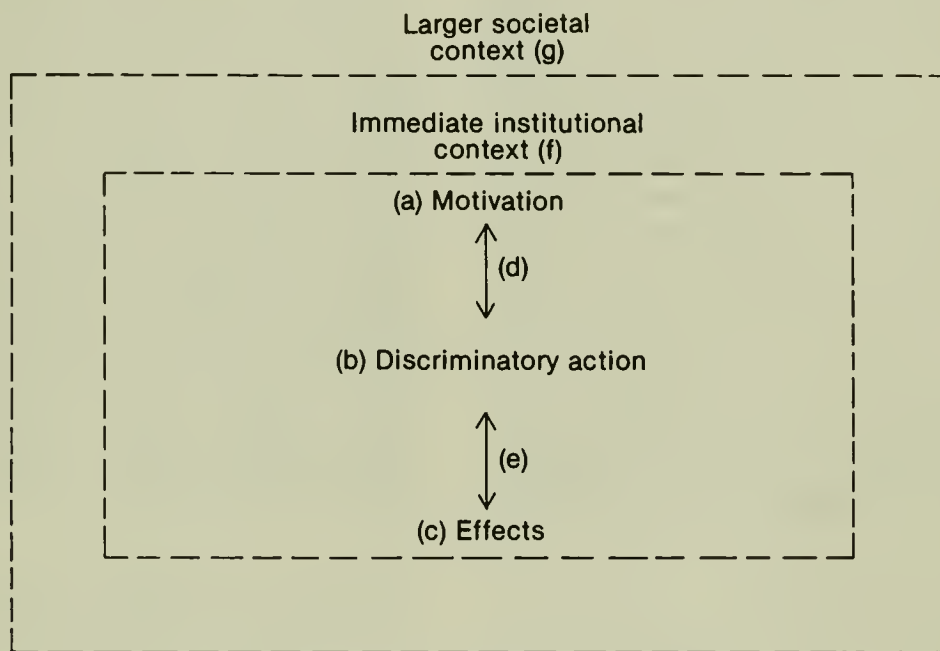 Larger societal
context (g)
Immediate institutional
context (f)
(a) Motivation
(d)
(b) Discriminatory action
(e)
(c) Effects